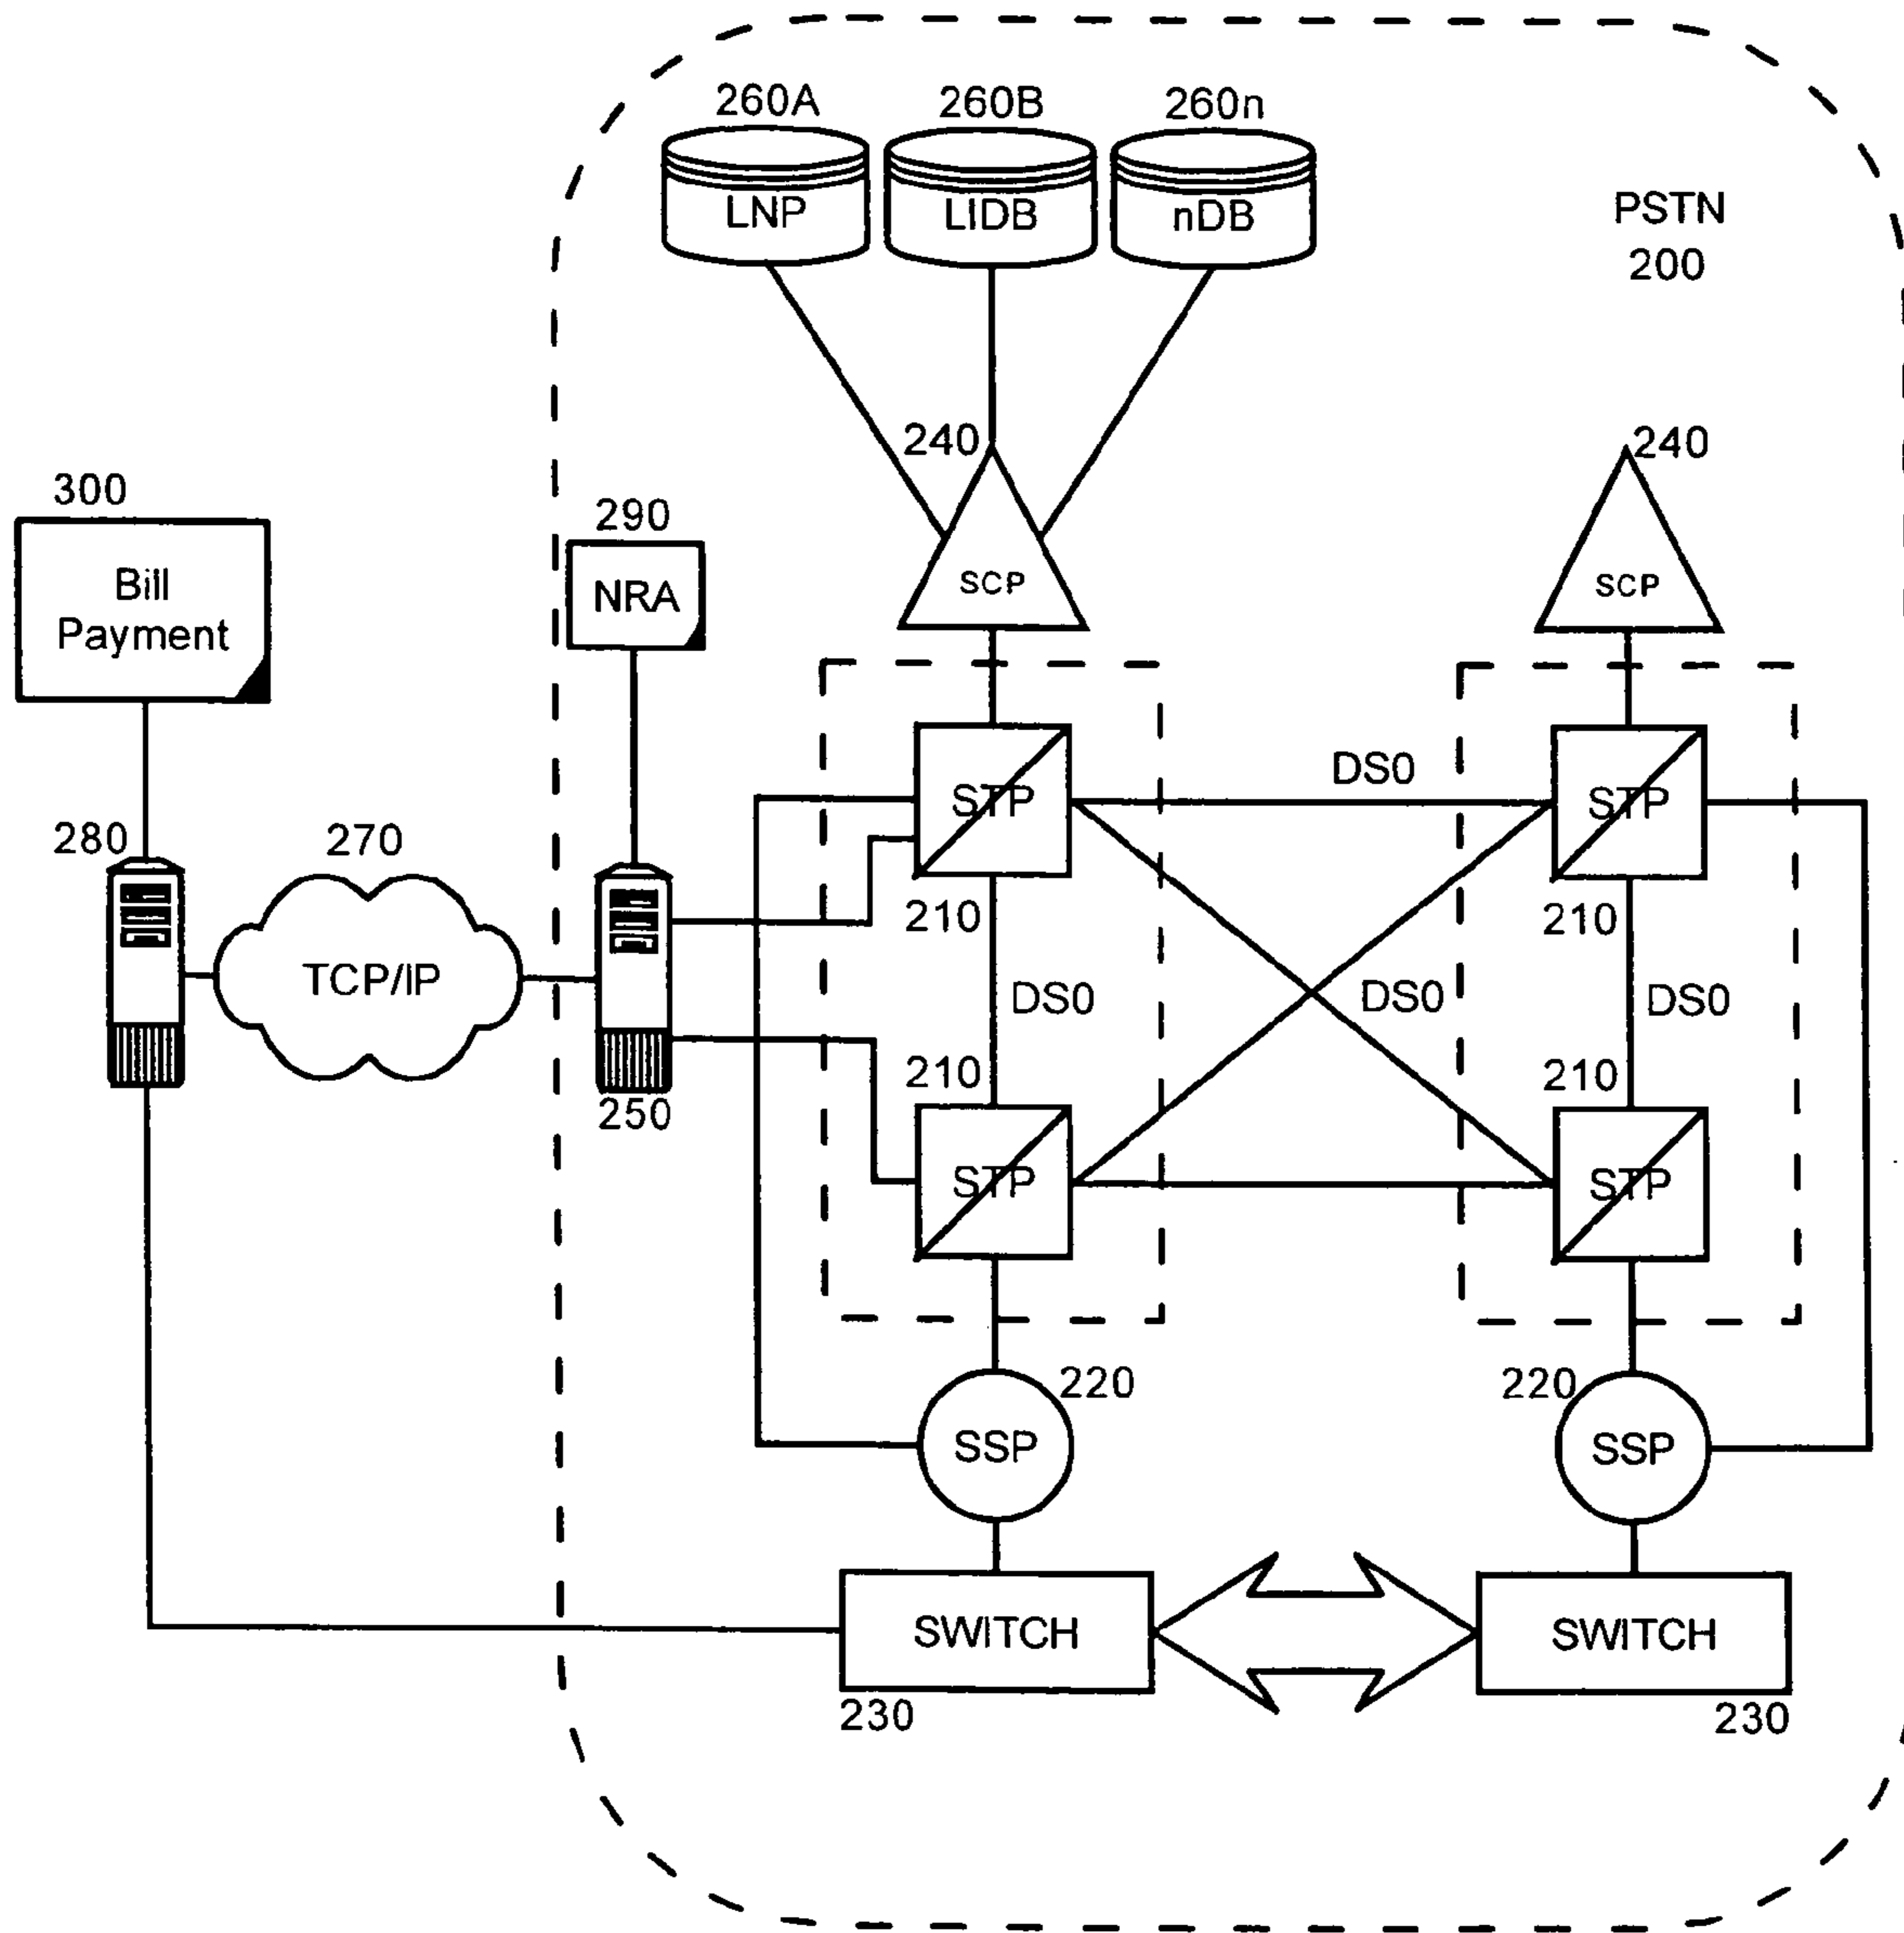 260A
260B
260n
LNP
LIDB
nDB
PSTN
200
240
240
300
290
Bill
Payment
NRA
SCP
SCP
DS0
STP
STP
280
270
210
210
TCP/IP
DS0
DS0
DS0
210
210
250
STP
STP
220
220
SSP
SSP
SWITCH
SWITCH
230
230